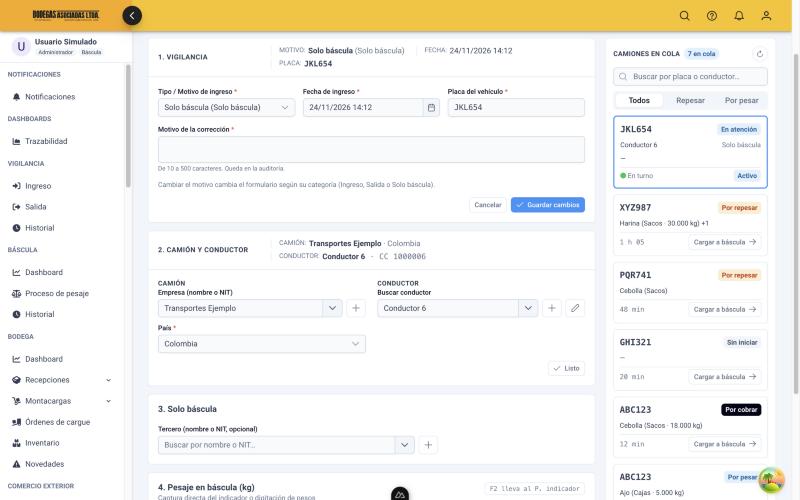 BODEGAS ASOCIADAS LTDA.
U
Usuario Simulado
Administrador Báscula
NOTIFICACIONES
Notificaciones
DASHBOARDS
Trazabilidad
VIGILANCIA
Ingreso
Salida
Historial
BÁSCULA
Dashboard
Proceso de pesaje
Historial
BODEGA
Dashboard
Recepciones
Montacargas
Órdenes de cargue
Inventario
Novedades
COMERCIO EXTERIOR
1. VIGILANCIA
MOTIVO: Solo báscula (Solo báscula) FECHA: 24/11/2026 14:12
PLACA: JKL654
Tipo / Motivo de ingreso * Fecha de ingreso * Placa del vehículo *
Solo báscula (Solo báscula) 24/11/2026 14:12 JKL654
Motivo de la corrección *
De 10 a 500 caracteres. Queda en la auditoría.
Cambiar el motivo cambia el formulario según su categoría (Ingreso, Salida o Solo báscula).
Cancelar Guardar cambios
2. CAMIÓN Y CONDUCTOR
CAMIÓN: Transportes Ejemplo · Colombia
CONDUCTOR: Conductor 6 · CC 1000006
CAMIÓN CONDUCTOR
Empresa (nombre o NIT) Buscar conductor
Transportes Ejemplo Conductor 6
País *
Colombia
Listo
3. Solo báscula
Tercero (nombre o NIT, opcional)
Buscar por nombre o NIT...
4. Pesaje en báscula (kg)
F2 lleva al P. indicador
Captura directa del indicador o digitación de pesos
CAMIONES EN COLA 7 en cola
Buscar por placa o conductor...
Todos Repesar Por pesar
JKL654 En atención
Conductor 6 Solo báscula
—
En turno Activo
XYZ987 Por repesar
Harina (Sacos · 30.000 kg) +1
1 h 05 Cargar a báscula
PQR741 Por repesar
Cebolla (Sacos)
48 min Cargar a báscula
GHI321 Sin iniciar
—
20 min Cargar a báscula
ABC123 Por cobrar
Cebolla (Sacos · 18.000 kg)
12 min Cargar a báscula
ABC123 Por pesar
Ajo (Cajas · 5.000 kg)